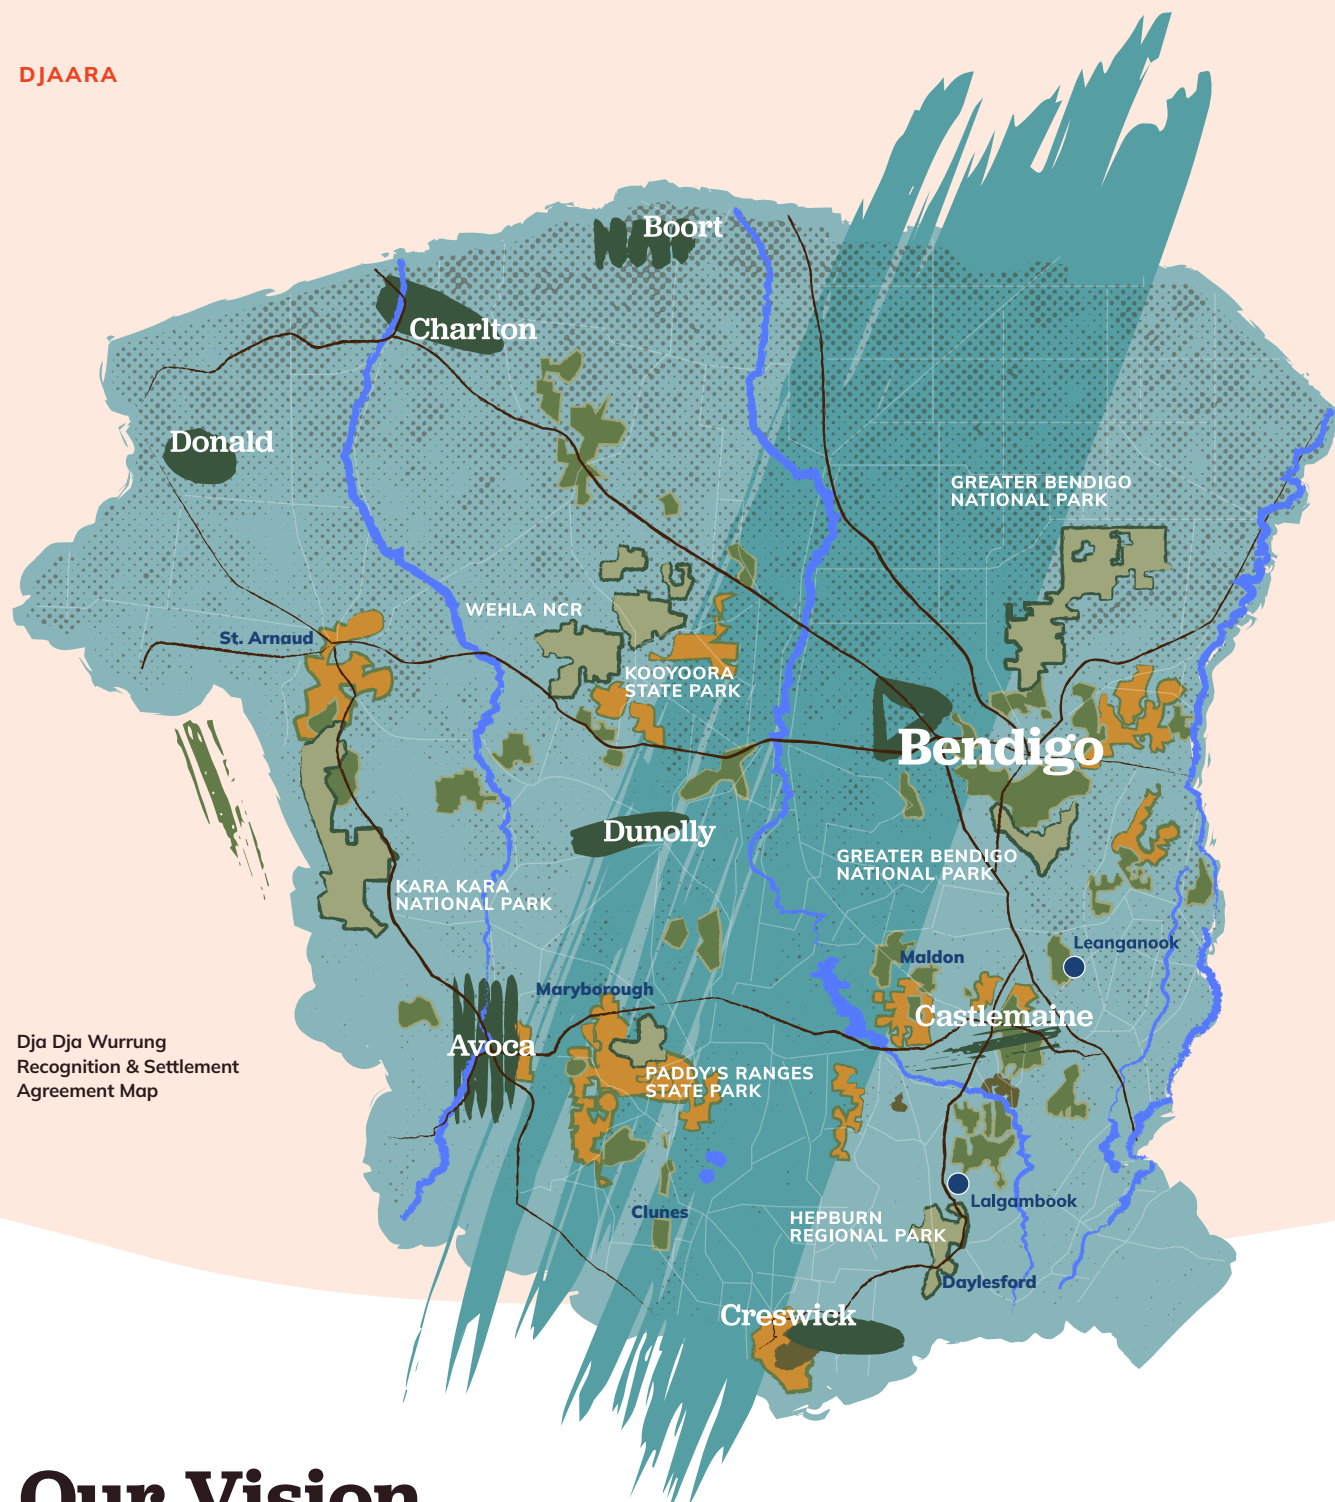 DJAARA
Boort
Charlton
Donald
GREATER BENDIGO
NATIONAL PARK
WEHLA NCR
St. Arnaud
KOOYOORA
STATE PARK
Bendigo
Dunolly
GREATER BENDIGO
NATIONAL PARK
KARA KARA
NATIONAL PARK
Leanganook
Maldon
Maryborough
Castlemaine
Avoca
Dja Dja Wurrung
Recognition & Settlement
Agreement Map
PADDY'S RANGES
STATE PARK
Lalgambook
Clunes
HEPBURN
REGIONAL PARK
Daylesford
Creswick
Our Vision